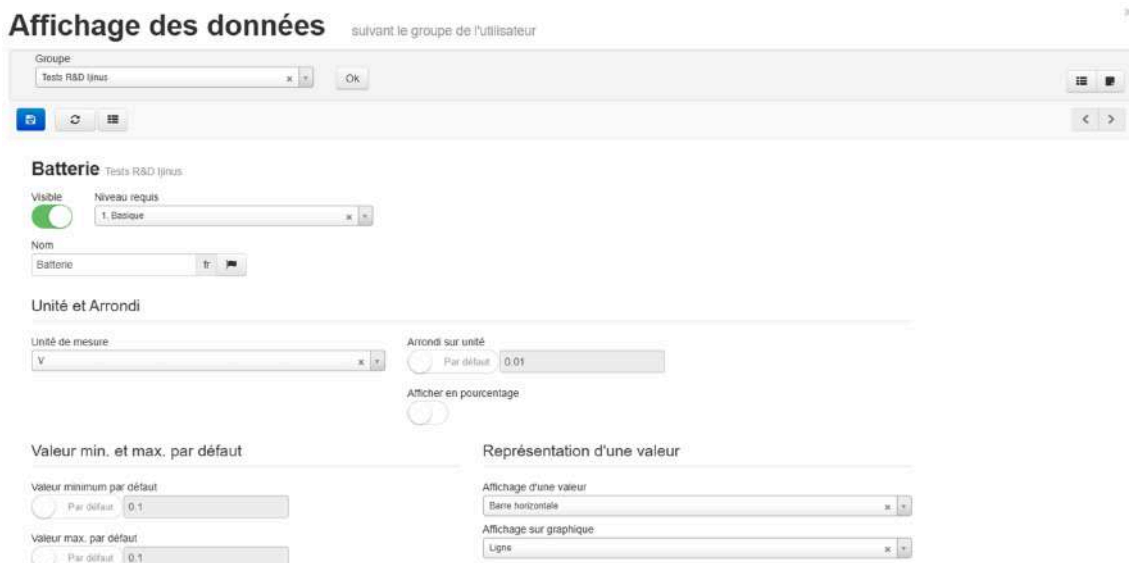 Affichage des données suivant le groupe de l'utilisateur
Groupe
Tests R&D Ijinus
Ok
Batterie Tests R&D Ijinus
Visible Niveau requis
1. Basique
Nom
Batterie fr
Unité et Arrondi
Unité de mesure Arrondi sur unité
V Par défaut 0.01
Afficher en pourcentage
Valeur min. et max. par défaut Représentation d'une valeur
Valeur minimum par défaut Affichage d'une valeur
Par défaut 0.1 Barre horizontale
Valeur max. par défaut Affichage sur graphique
Par défaut 0.1 Ligne